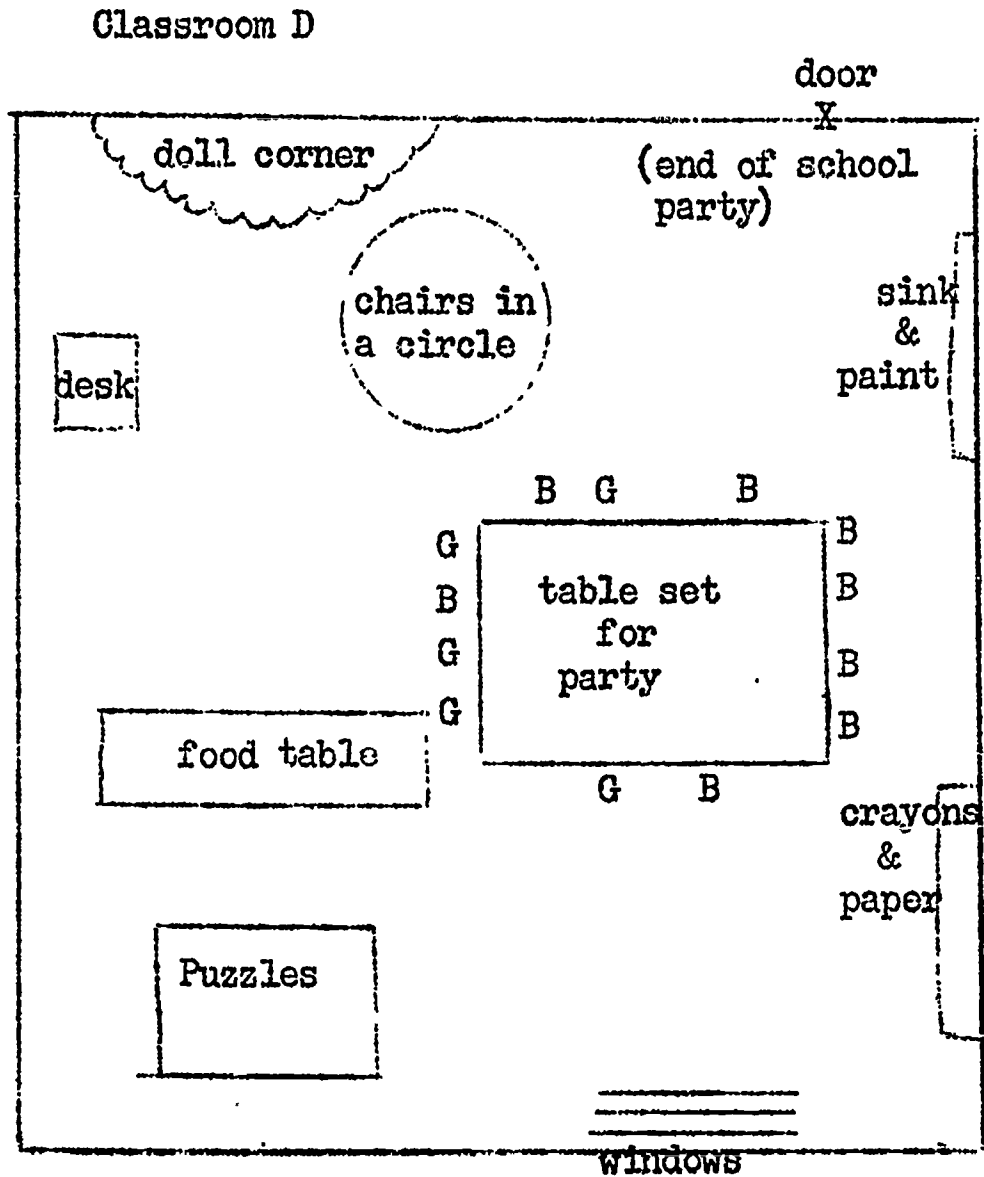 Classroom D
door
X
doll corner
(end of school
party)
chairs in
a circle
sink
&
paint
desk
B G B
G
B
G
G
B
B
B
B
table set
for
party
food table
G B
crayons
&
paper
Puzzles
windows